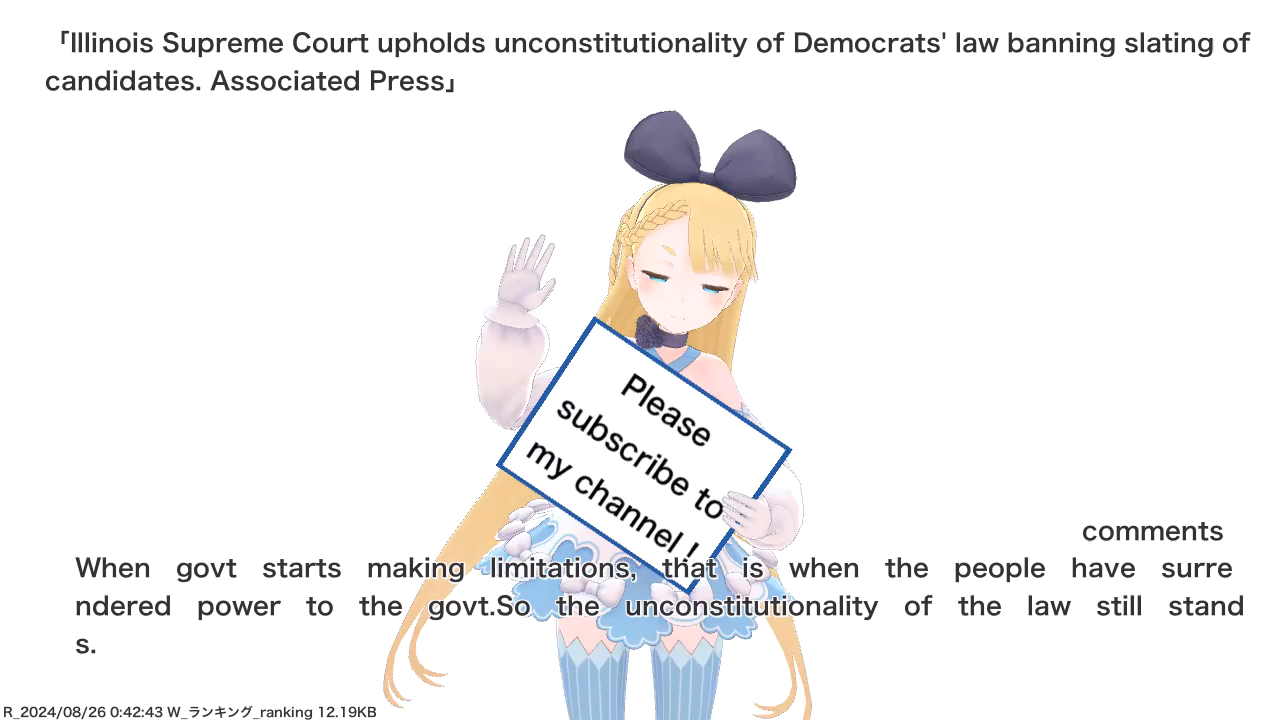 「Illinois Supreme Court upholds unconstitutionality of Democrats' law banning slating of
candidates. Associated Press」
Please
subscribe to
my channel !
comments
When govt starts making limitations, that is when the people have surre
ndered power to the govt.So the unconstitutionality of the law still stand
s.
R_2024/08/26 0:42:43 W_ランキング_ranking 12.19KB